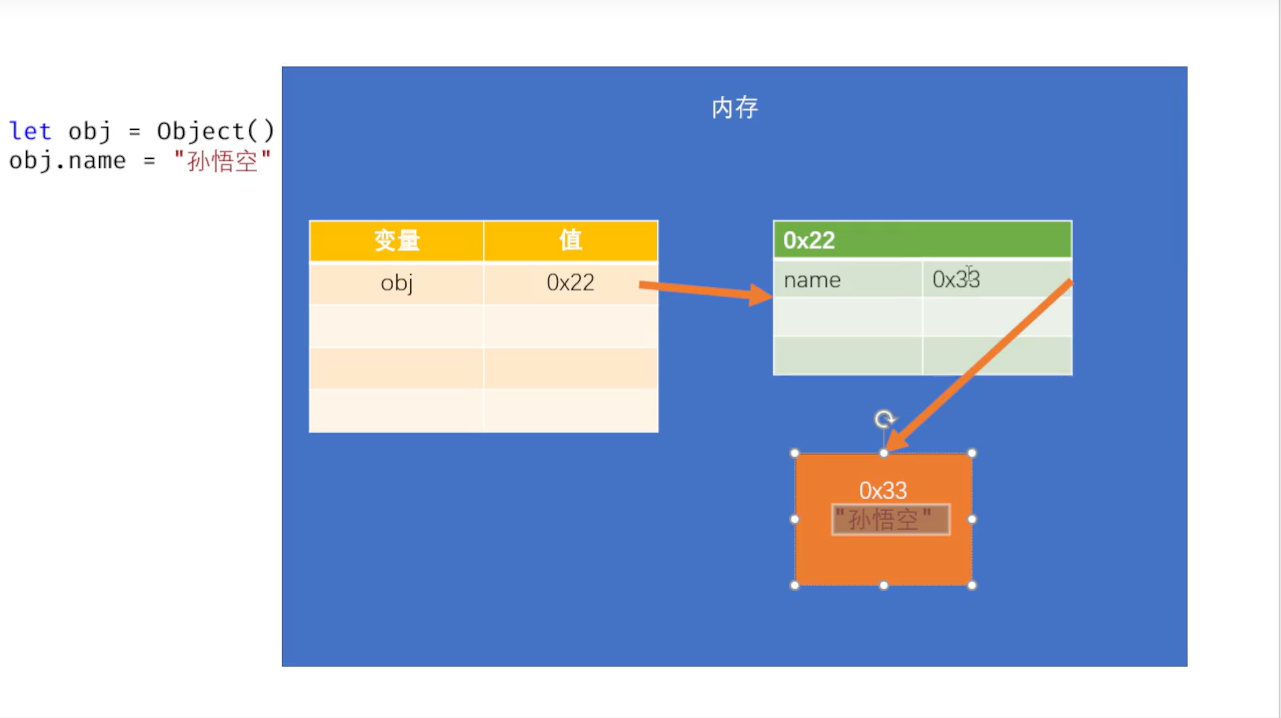 内存
let obj = Object()
obj.name = "孙悟空"
变量 值
obj 0x22
0x22
name 0x33
0x33
"孙悟空"